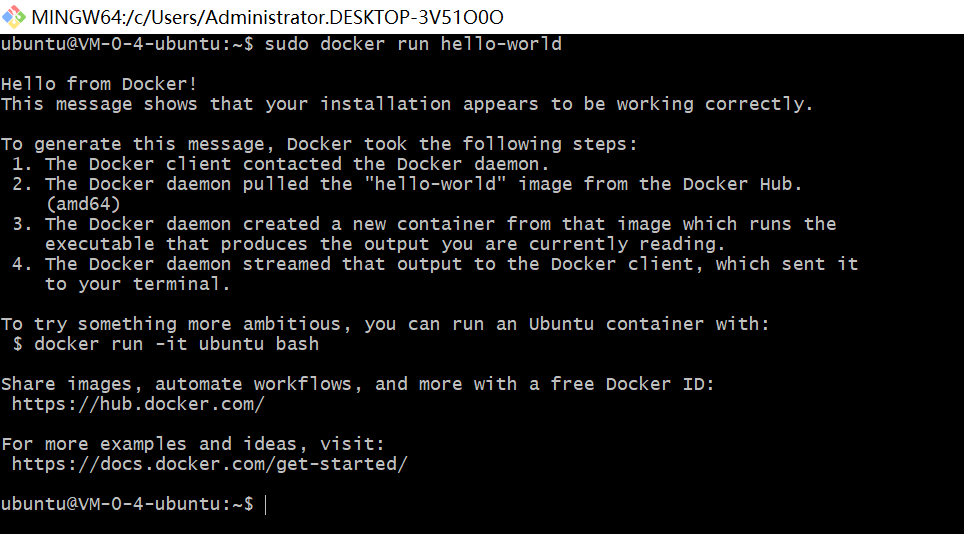 MINGW64:/c/Users/Administrator.DESKTOP-3V51O0O
ubuntu@VM-0-4-ubuntu:~$ sudo docker run hello-world
Hello from Docker!
This message shows that your installation appears to be working correctly.
To generate this message, Docker took the following steps:
1. The Docker client contacted the Docker daemon.
2. The Docker daemon pulled the "hello-world" image from the Docker Hub.
(amd64)
3. The Docker daemon created a new container from that image which runs the
executable that produces the output you are currently reading.
4. The Docker daemon streamed that output to the Docker client, which sent it
to your terminal.
To try something more ambitious, you can run an Ubuntu container with:
$ docker run -it ubuntu bash
Share images, automate workflows, and more with a free Docker ID:
https://hub.docker.com/
For more examples and ideas, visit:
https://docs.docker.com/get-started/
ubuntu@VM-0-4-ubuntu:~$